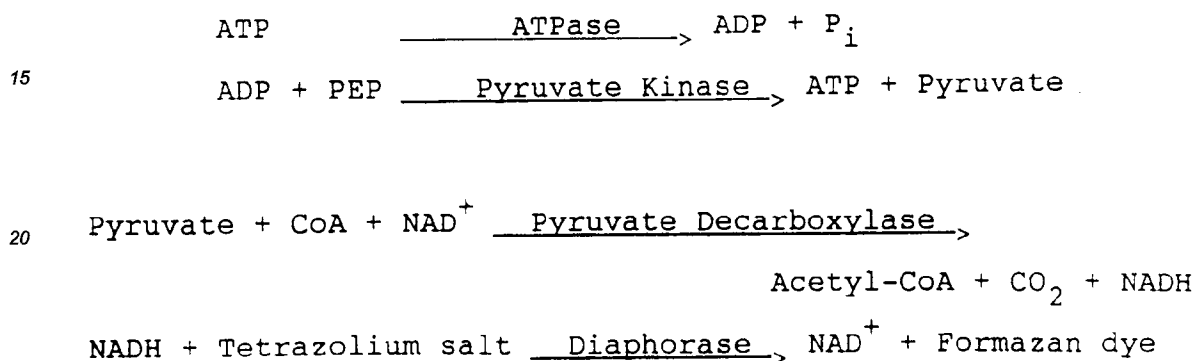 ATP ATPase> ADP + Pi
15
ADP + PEP Pyruvate Kinase> ATP + Pyruvate
20 Pyruvate + CoA + NAD+ Pyruvate Decarboxylase>
Acetyl-CoA + CO2 + NADH
NADH + Tetrazolium salt Diaphorase> NAD+ + Formazan dye